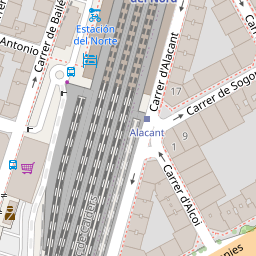 del Nord
Estación
del Norte
Antonio
Carrer de Bailé
Carrer d'Alacant
17
Carrer de Sogo
Alacant
1
9
Carrer d'Alcoi